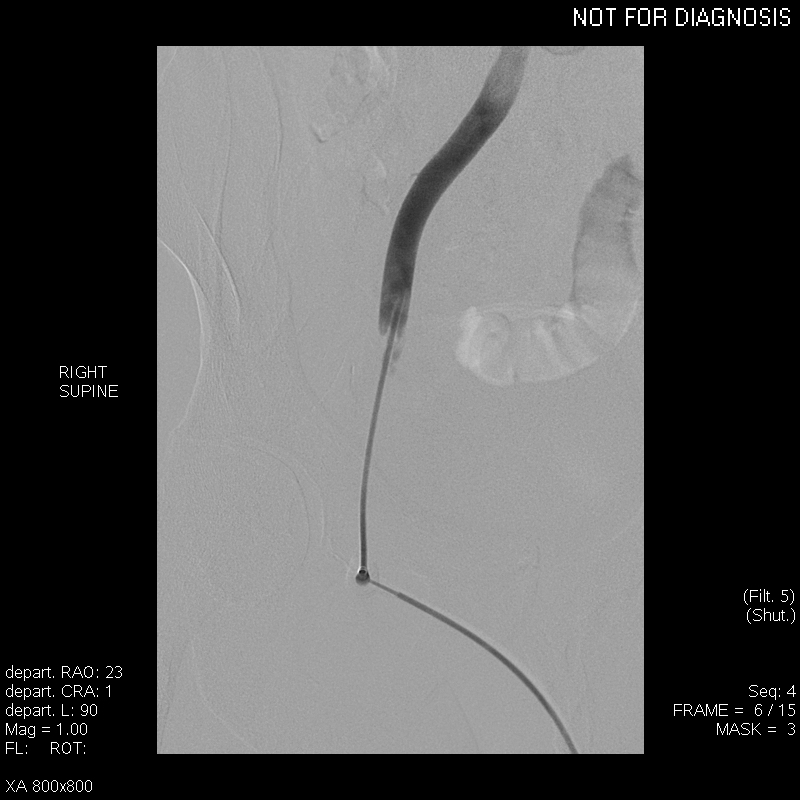 NOT FOR DIAGNOSIS
RIGHT
SUPINE
(Filt. 5)
(Shut.)
depart. RAO: 23
depart. CRA: 1
depart. L: 90
Mag = 1.00
FL: ROT:
Seq: 4
FRAME = 6 / 15
MASK = 3
XA 800x800